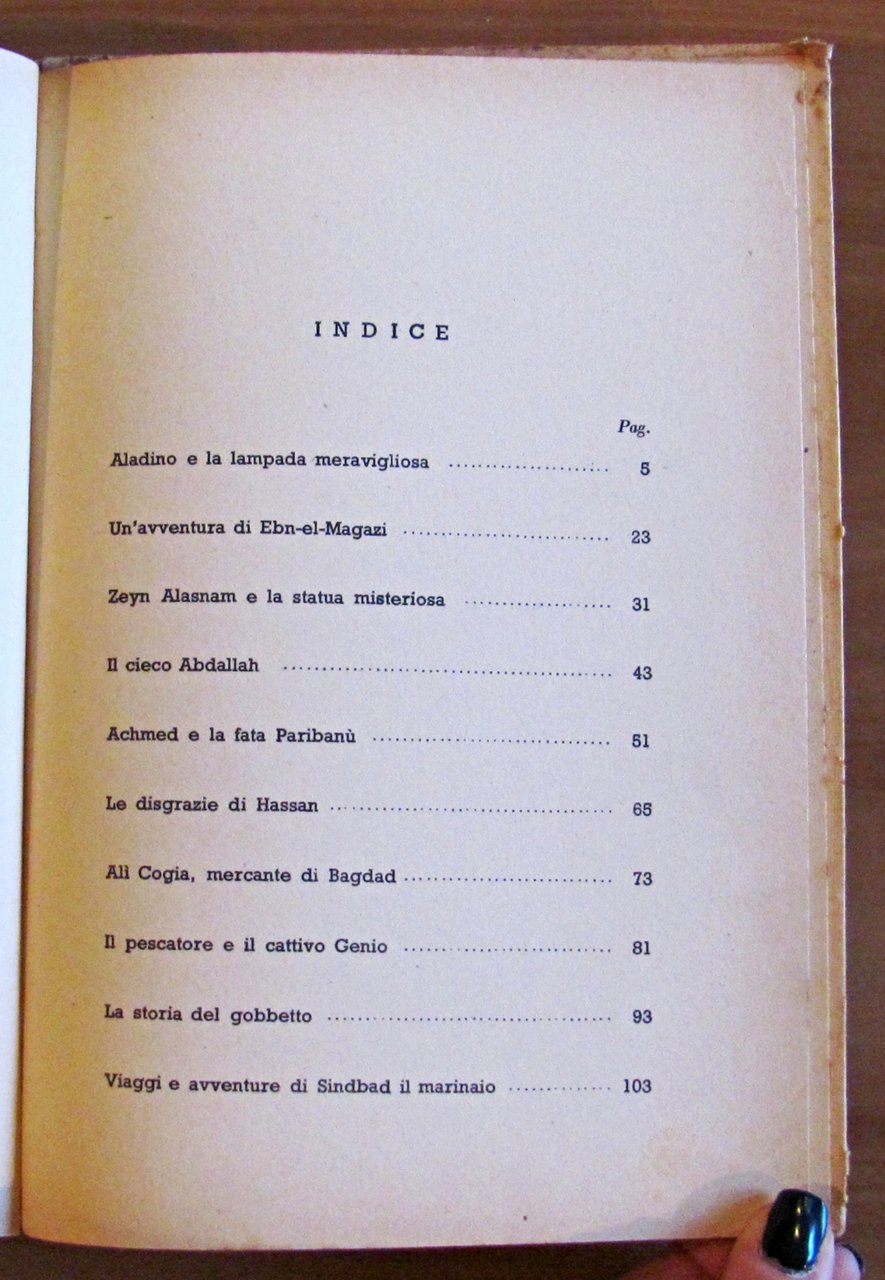 INDICE
Pag.
Aladino e la lampada meravigliosa .................... 5
Un'avventura di Ebn-el-Magazi .................... 23
Zeyn Alasnam e la statua misteriosa .................... 31
Il cieco Abdallah .................... 43
Achmed e la fata Paribanù .................... 51
Le disgrazie di Hassan .................... 65
Alì Cogia, mercante di Bagdad .................... 73
Il pescatore e il cattivo Genio .................... 81
La storia del gobbetto .................... 93
Viaggi e avventure di Sindbad il marinaio .................... 103